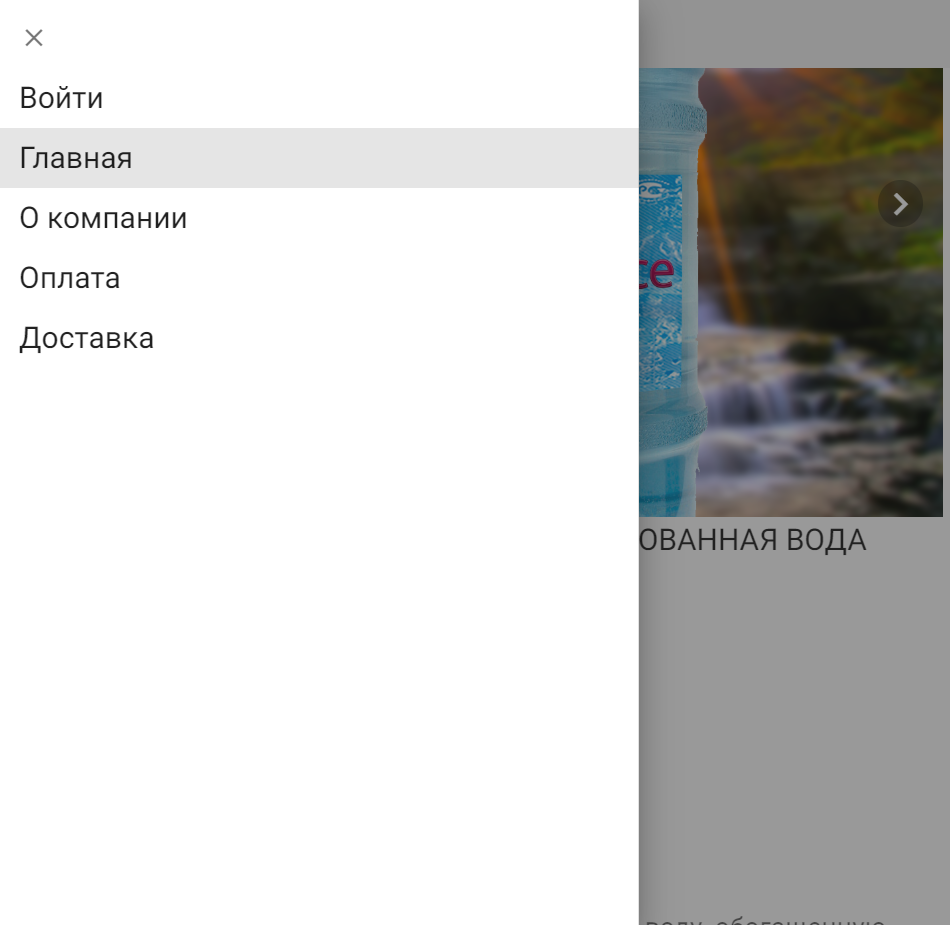 Войти
Главная
О компании
Оплата
Доставка
ОВАННАЯ ВОДА